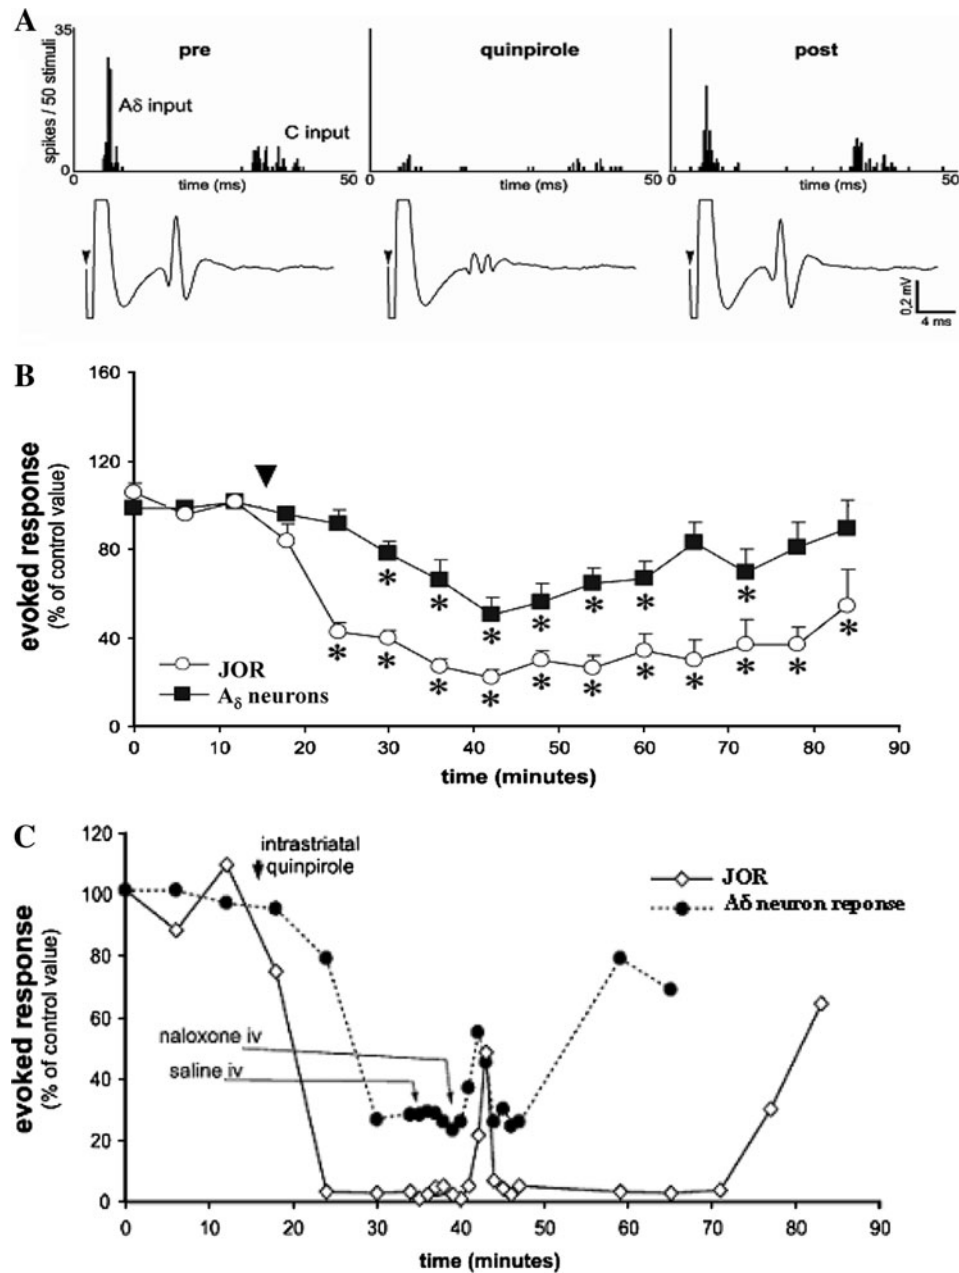 A
35
pre
quinpirole
post
spikes / 50 stimuli
Aδ input
C input
0
time (ms)
50
0
time (ms)
50
0
time (ms)
50
0,2 mV
4 ms
B
evoked response
(% of control value)
160
120
80
40
0
JOR
Aδ neurons
* * * * * * *
* * * * * * * * * * *
0 10 20 30 40 50 60 70 80 90
time (minutes)
C
evoked response
(% of control value)
120
100
80
60
40
20
0
intrastriatal
quinpirole
JOR
Aδ neuron reponse
naloxone iv
saline iv
0 10 20 30 40 50 60 70 80 90
time (minutes)